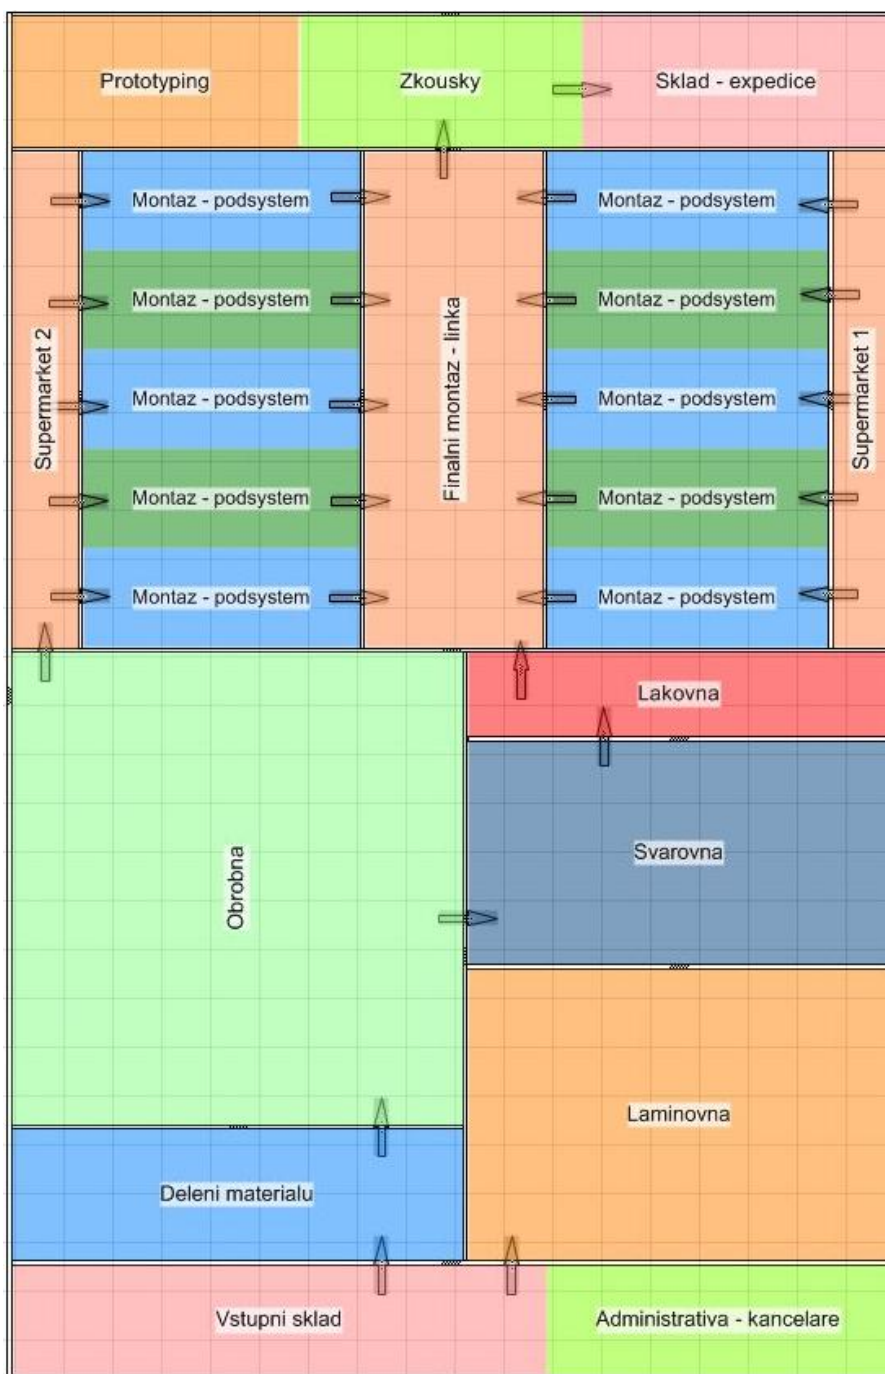 Prototyping
Zkousky
Sklad - expedice
Supermarket 2
Montaz - podsystem
Montaz - podsystem
Montaz - podsystem
Montaz - podsystem
Montaz - podsystem
Finalni montaz - linka
Montaz - podsystem
Montaz - podsystem
Montaz - podsystem
Montaz - podsystem
Montaz - podsystem
Supermarket 1
Obrobna
Lakovna
Svarovna
Laminovna
Deleni materialu
Vstupni sklad
Administrativa - kancelare